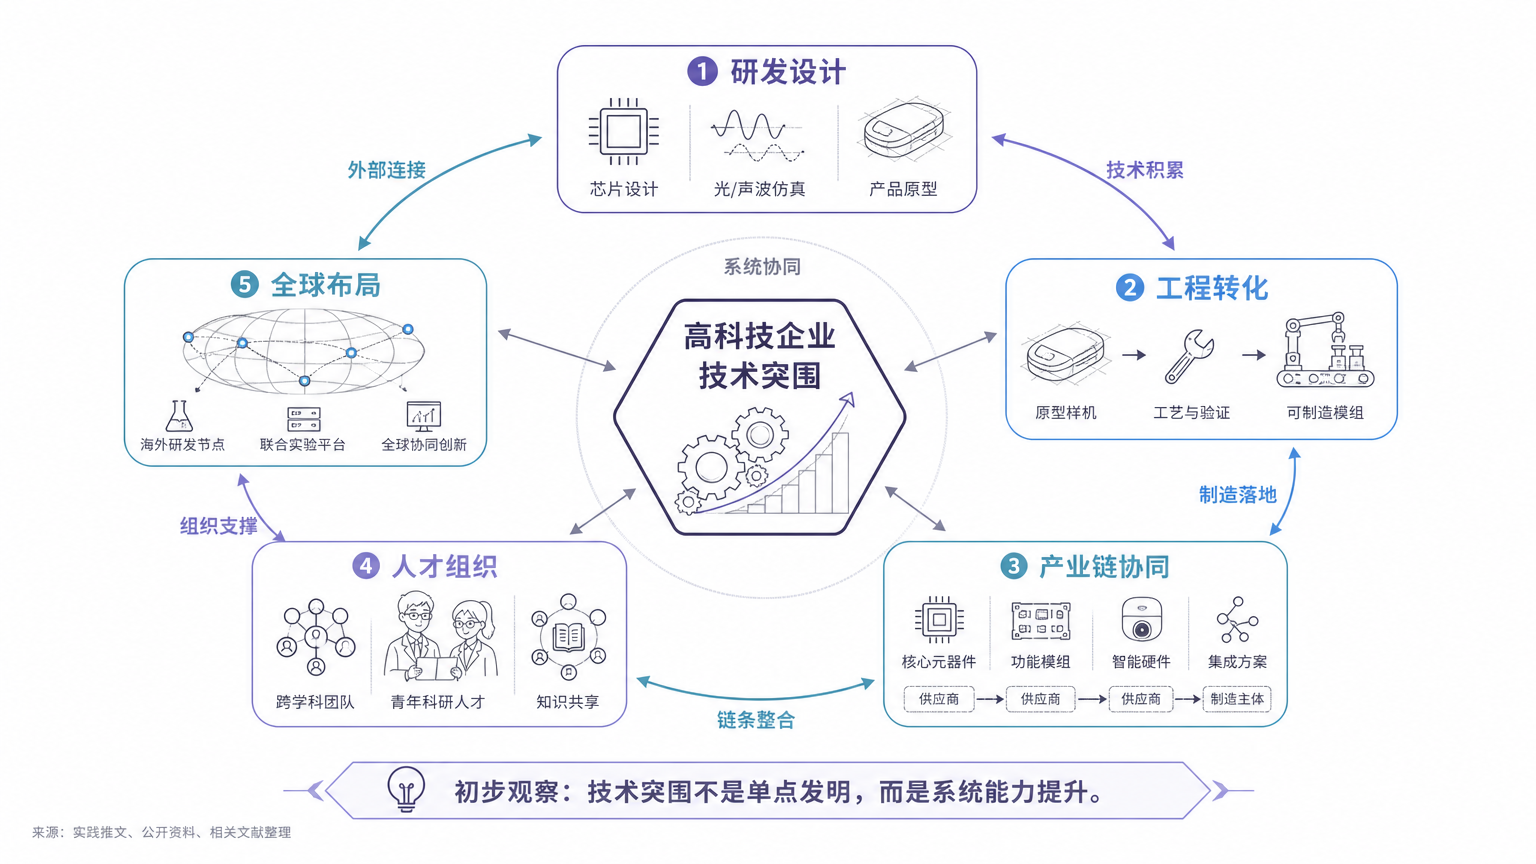 1 研发设计
芯片设计
光/声波仿真
产品原型
外部连接
技术积累
系统协同
高科技企业
技术突围
5 全球布局
海外研发节点
联合实验平台
全球协同创新
2 工程转化
原型样机
工艺与验证
可制造模组
组织支撑
制造落地
4 人才组织
跨学科团队
青年科研人才
知识共享
3 产业链协同
核心元器件
功能模组
智能硬件
集成方案
供应商
供应商
供应商
制造主体
链条整合
初步观察：技术突围不是单点发明，而是系统能力提升。
来源：实践推文、公开资料、相关文献整理